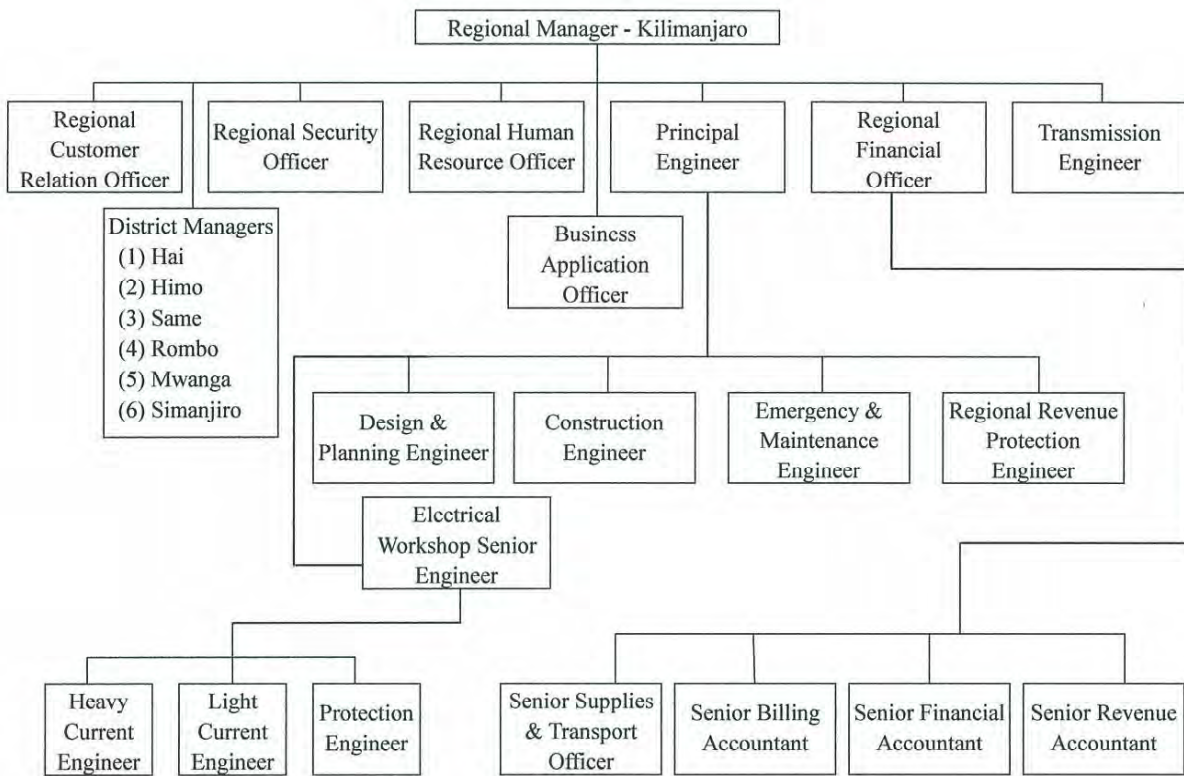 Regional Manager - Kilimanjaro
Regional
Customer
Relation Officer
Regional Security
Officer
Regional Human
Resource Officer
Principal
Engineer
Regional
Financial
Officer
Transmission
Engineer
District Managers
(1) Hai
(2) Himo
(3) Same
(4) Rombo
(5) Mwanga
(6) Simanjiro
Business
Application
Officer
Design &
Planning Engineer
Construction
Engineer
Emergency &
Maintenance
Engineer
Regional Revenue
Protection
Engineer
Electrical
Workshop Senior
Engineer
Heavy
Current
Engineer
Light
Current
Engineer
Protection
Engineer
Senior Supplies
& Transport
Officer
Senior Billing
Accountant
Senior Financial
Accountant
Senior Revenue
Accountant